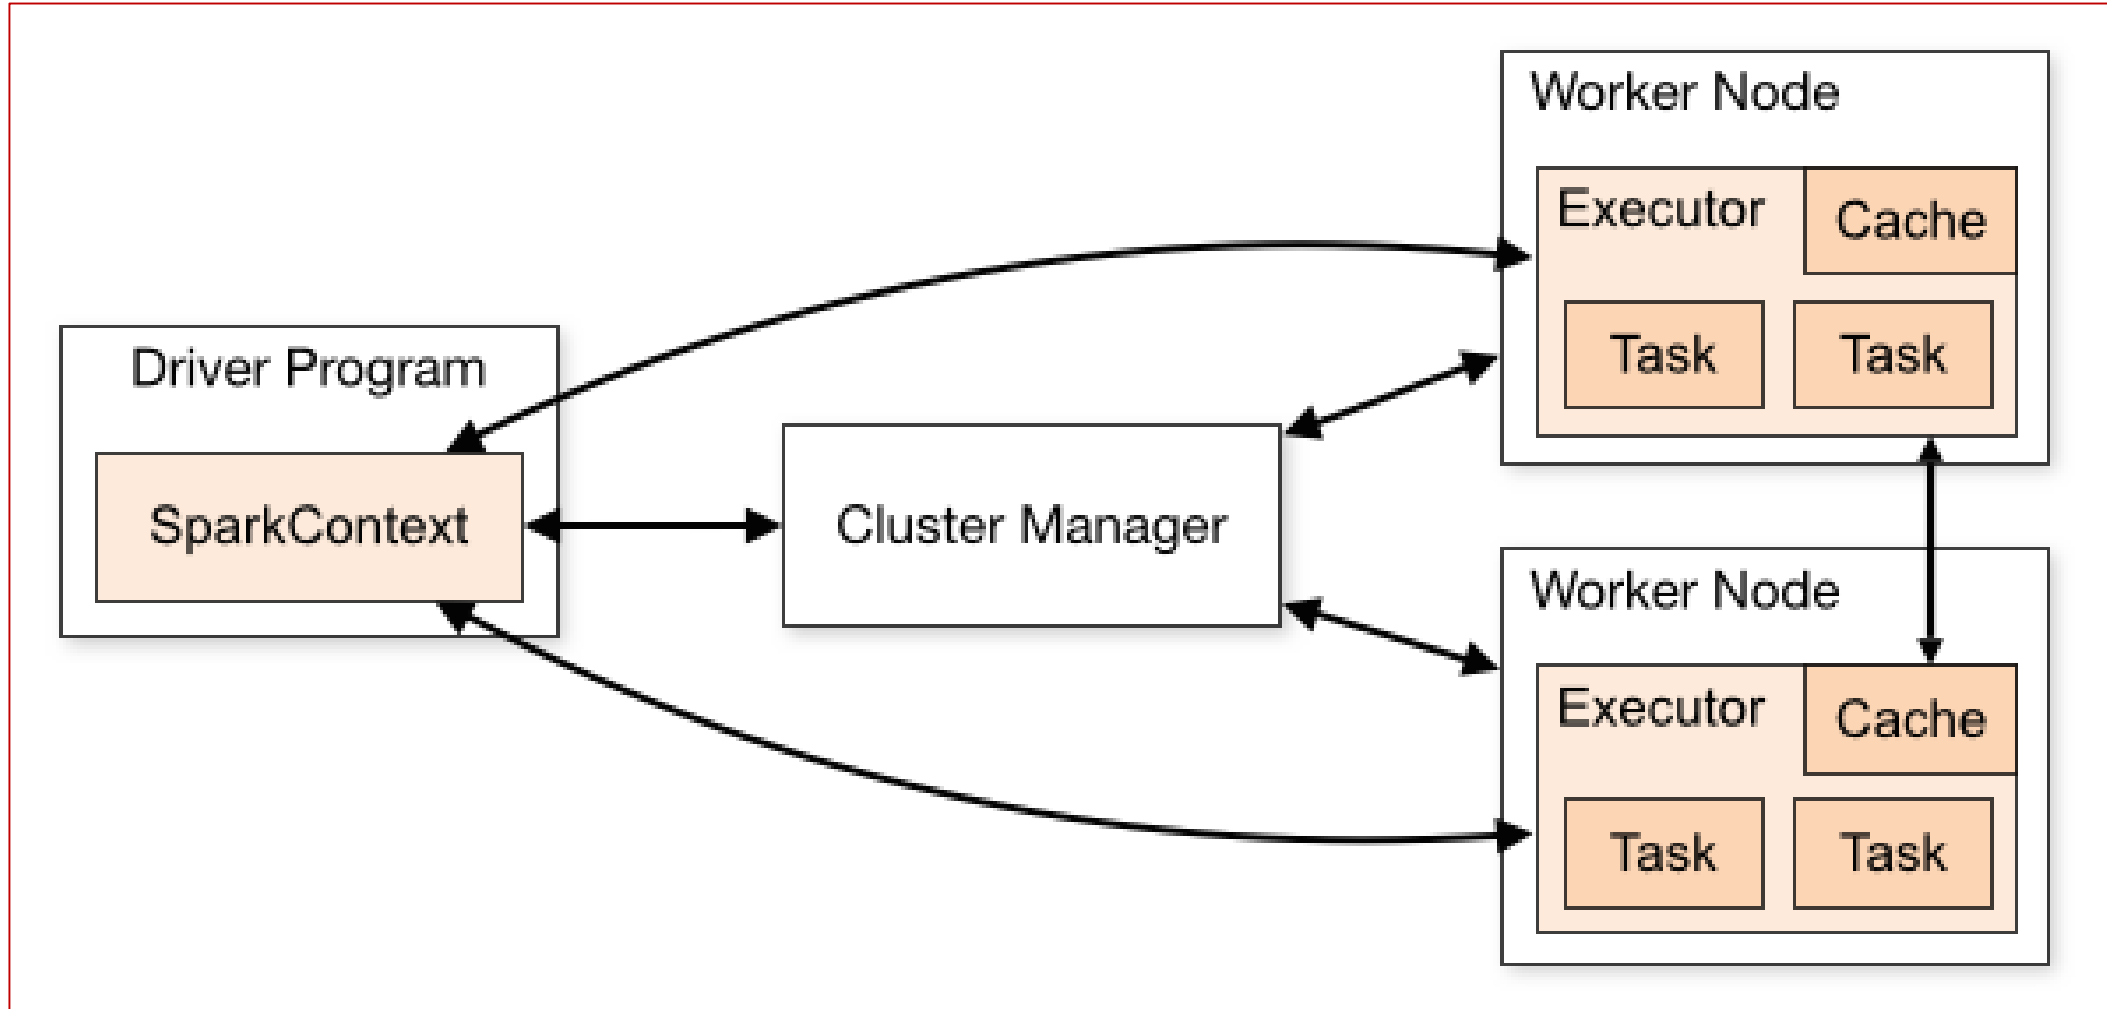 Driver Program
SparkContext
Cluster Manager
Worker Node
Executor
Cache
Task
Task
Worker Node
Executor
Cache
Task
Task